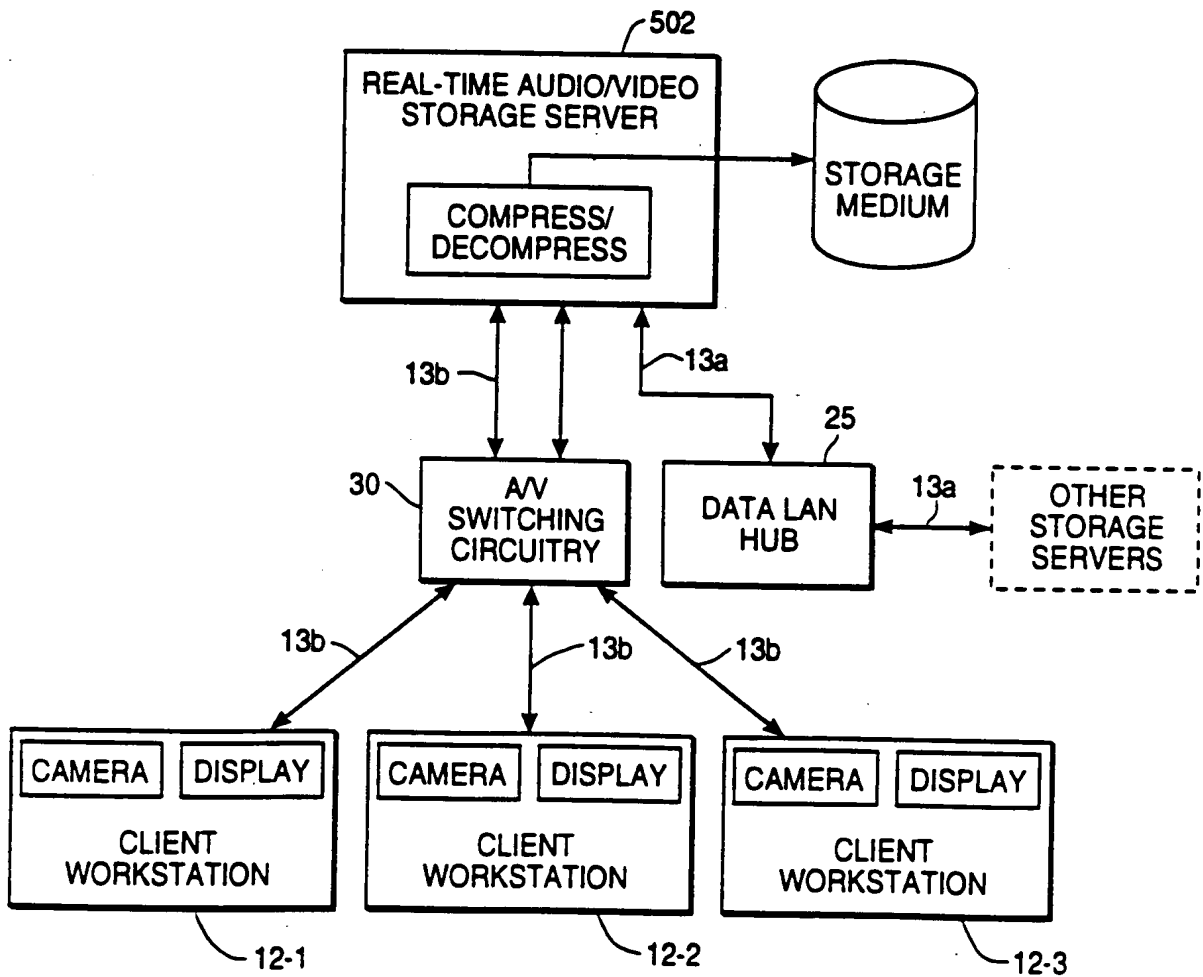 502
REAL-TIME AUDIO/VIDEO
STORAGE SERVER
COMPRESS/
DECOMPRESS
STORAGE
MEDIUM
13b
13a
25
30
A/V
SWITCHING
CIRCUITRY
DATA LAN
HUB
13a
OTHER
STORAGE
SERVERS
13b
13b
13b
CAMERA
DISPLAY
CLIENT
WORKSTATION
CAMERA
DISPLAY
CLIENT
WORKSTATION
CAMERA
DISPLAY
CLIENT
WORKSTATION
12-1
12-2
12-3